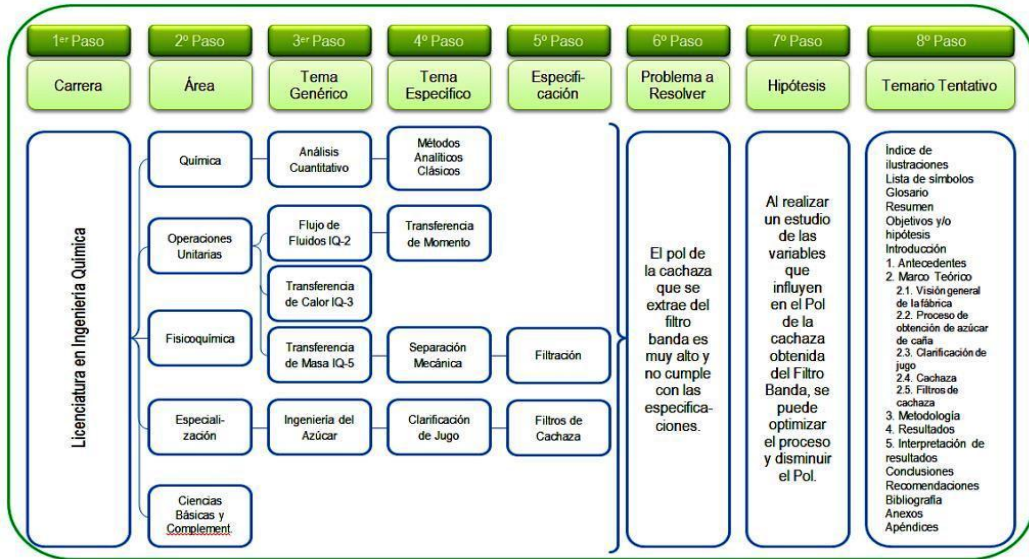 1er Paso
2º Paso
3er Paso
4º Paso
5º Paso
6º Paso
7º Paso
8º Paso
Carrera
Área
Tema
Genérico
Tema
Específico
Especifi-
cación
Problema a
Resolver
Hipótesis
Temario Tentativo
Licenciatura en Ingeniería Química
Química
Análisis
Cuantitativo
Métodos
Analíticos
Clásicos
Operaciones
Unitarias
Flujo de
Fluidos IQ-2
Transferencia
de Momento
Transferencia
de Calor IQ-3
Fisicoquímica
Transferencia
de Masa IQ-5
Separación
Mecánica
Filtración
Especiali-
zación
Ingeniería del
Azúcar
Clarificación
de Jugo
Filtros de
Cachaza
Ciencias
Básicas y
Complement.
El pol de
la cachaza
que se
extrae del
filtro
banda es
muy alto y
no cumple
con las
especifica-
ciones.
Al realizar
un estudio
de las
variables
que
influyen
en el Pol
de la
cachaza
obtenida
del Filtro
Banda, se
puede
optimizar
el proceso
y disminuir
el Pol.
Índice de
ilustraciones
Lista de símbolos
Glosario
Resumen
Objetivos y/o
hipótesis
Introducción
1. Antecedentes
2. Marco Teórico
2.1. Visión general
de la fábrica
2.2. Proceso de
obtención de azúcar
de caña
2.3. Clarificación de
jugo
2.4. Cachaza
2.5. Filtros de
cachaza
3. Metodología
4. Resultados
5. Interpretación de
resultados
Conclusiones
Recomendaciones
Bibliografía
Anexos
Apéndices